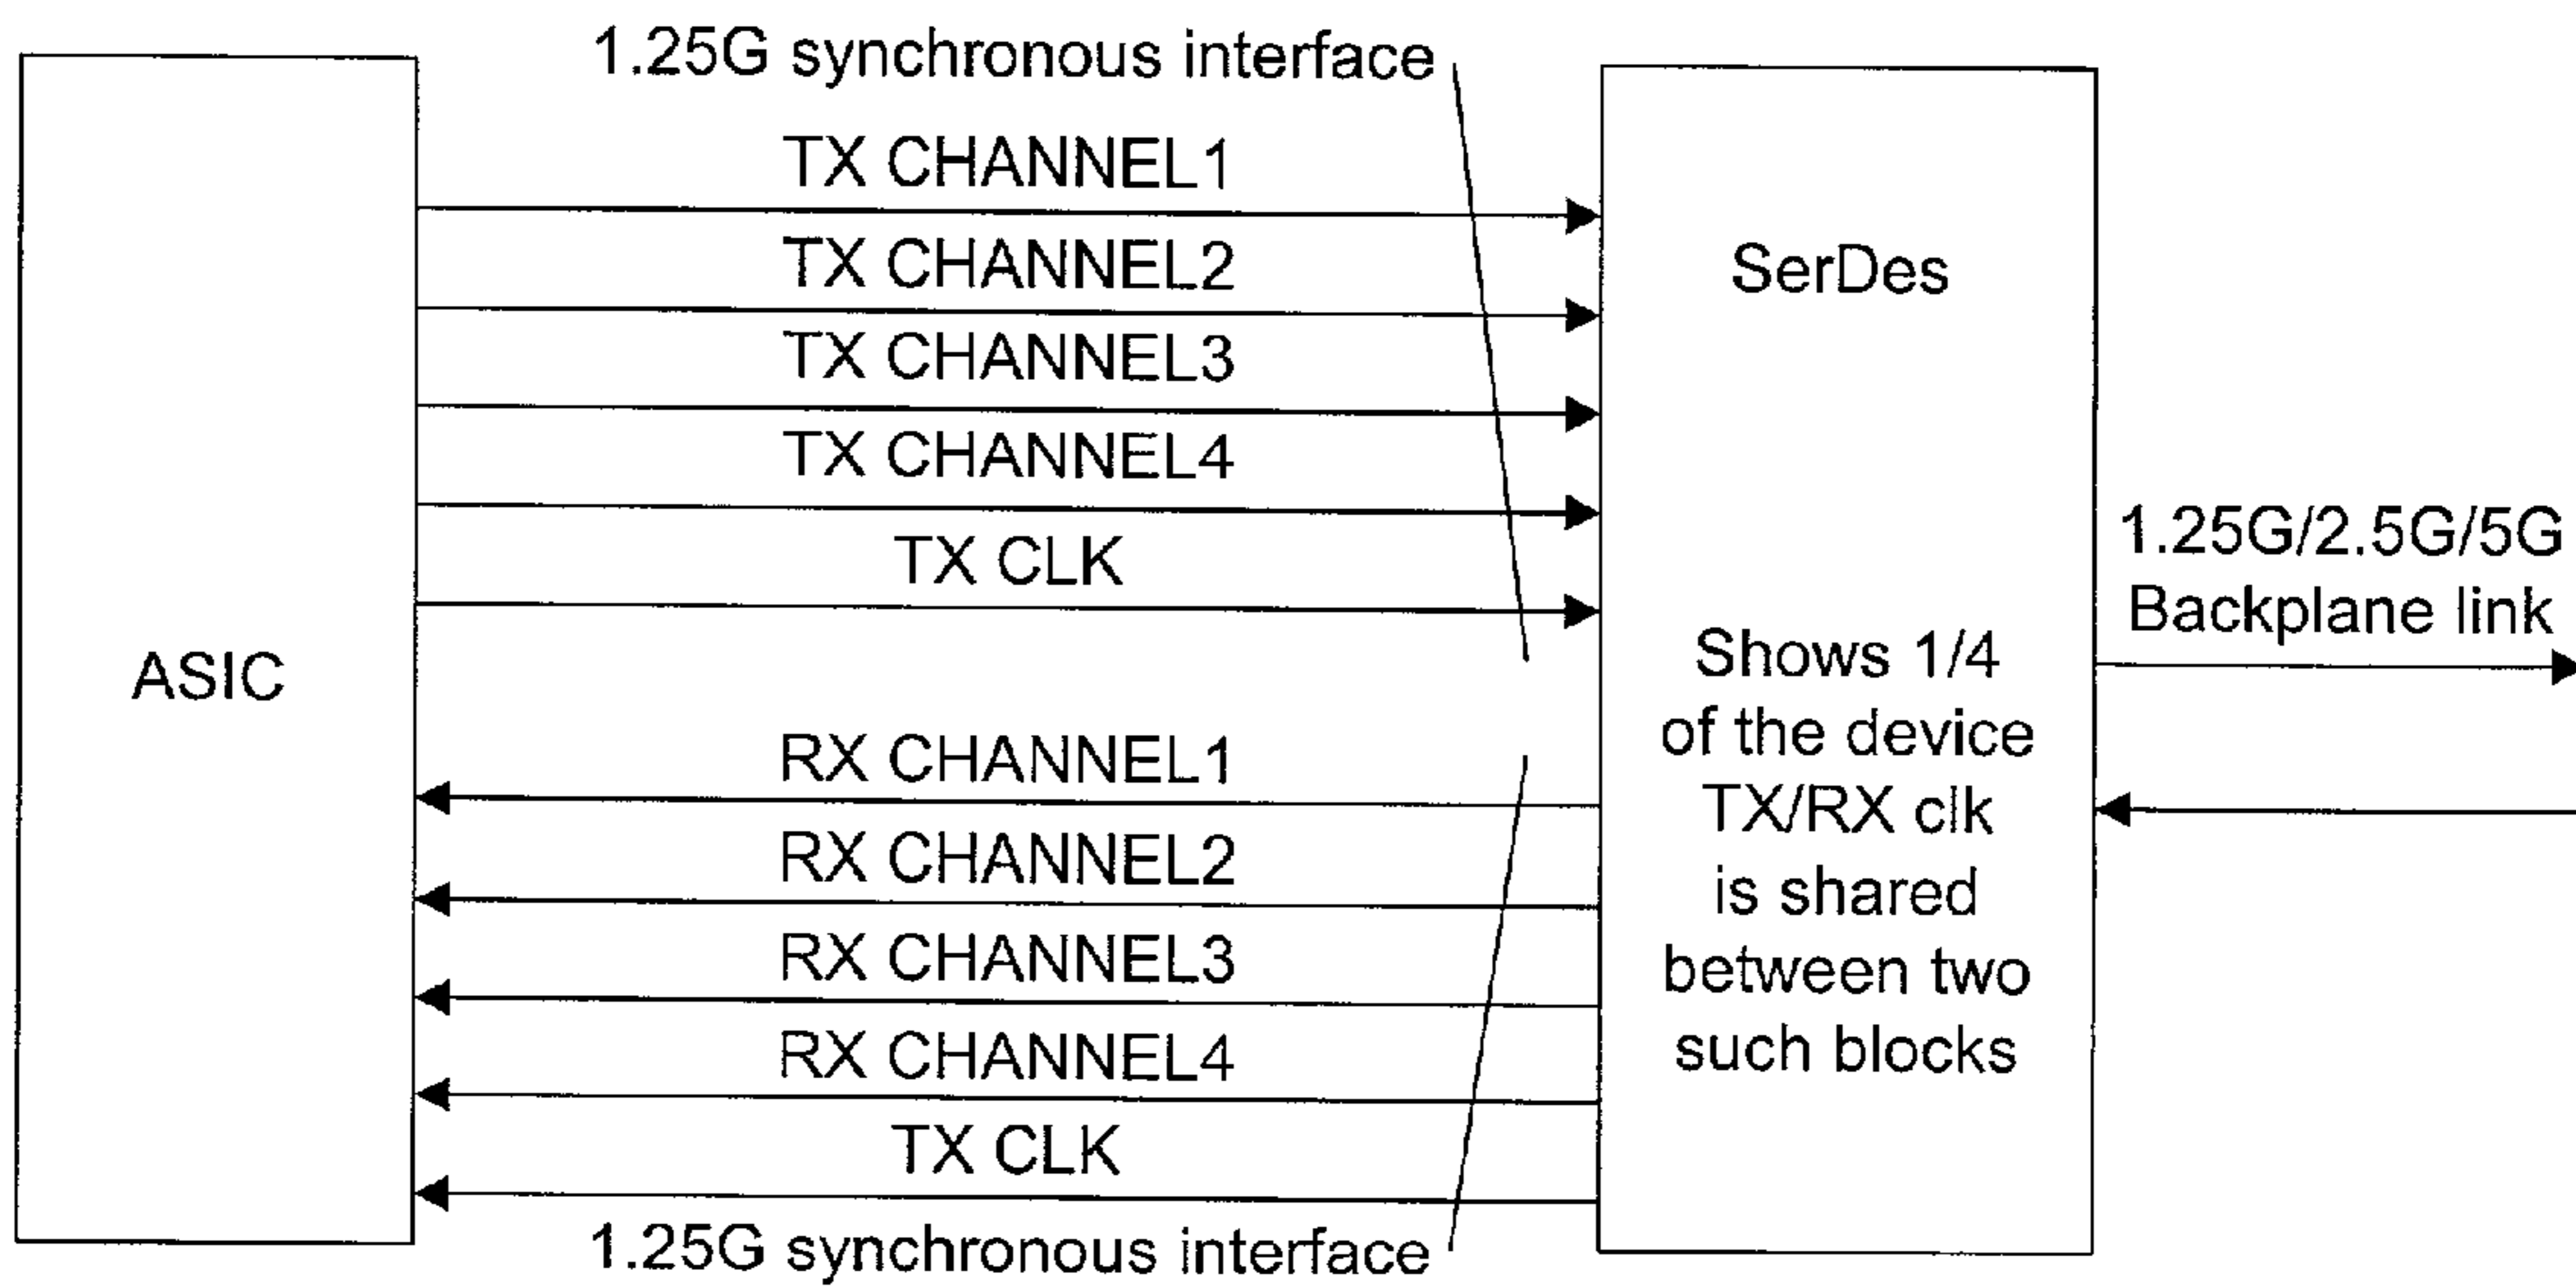 1.25G synchronous interface
TX CHANNEL1
TX CHANNEL2
TX CHANNEL3
TX CHANNEL4
TX CLK
ASIC
RX CHANNEL1
RX CHANNEL2
RX CHANNEL3
RX CHANNEL4
TX CLK
1.25G synchronous interface
SerDes
Shows 1/4
of the device
TX/RX clk
is shared
between two
such blocks
1.25G/2.5G/5G
Backplane link